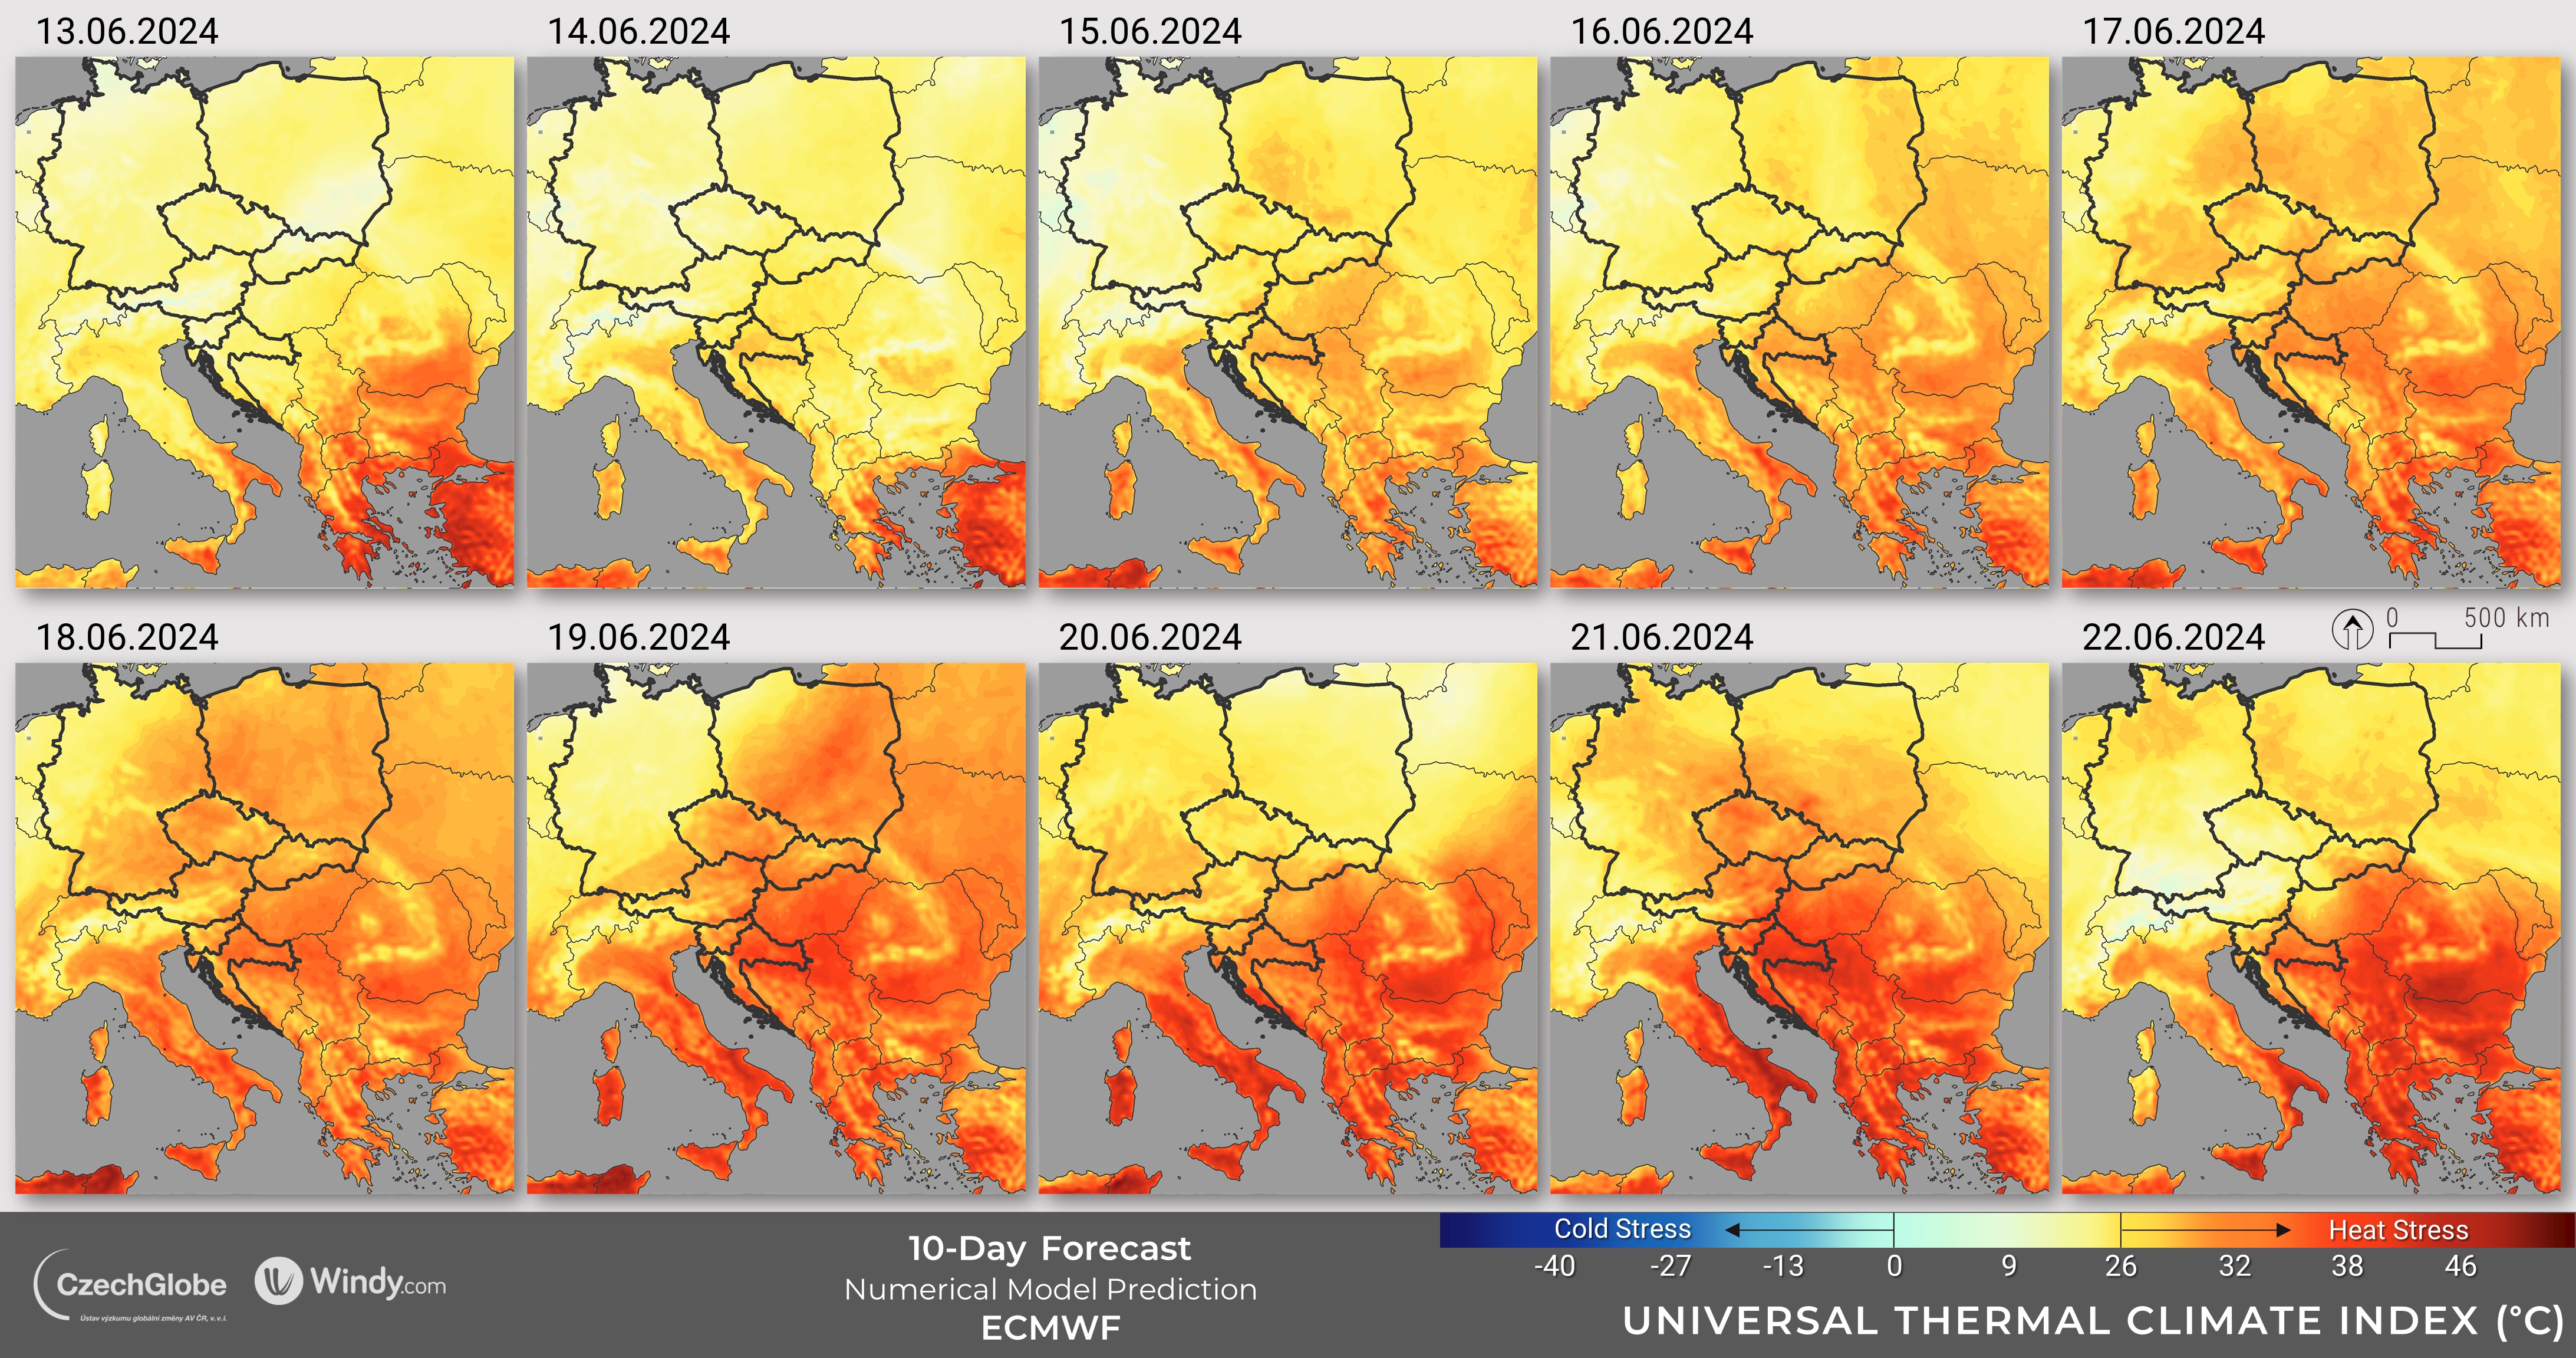 13.06.2024
14.06.2024
15.06.2024
16.06.2024
17.06.2024
0 500 km
18.06.2024
19.06.2024
20.06.2024
21.06.2024
22.06.2024
CzechGlobe
Ústav výzkumu globální změny AV ČR, v. v. i.
Windy.com
10-Day Forecast
Numerical Model Prediction
ECMWF
Cold Stress
Heat Stress
-40 -27 -13 0 9 26 32 38 46
UNIVERSAL THERMAL CLIMATE INDEX (°C)